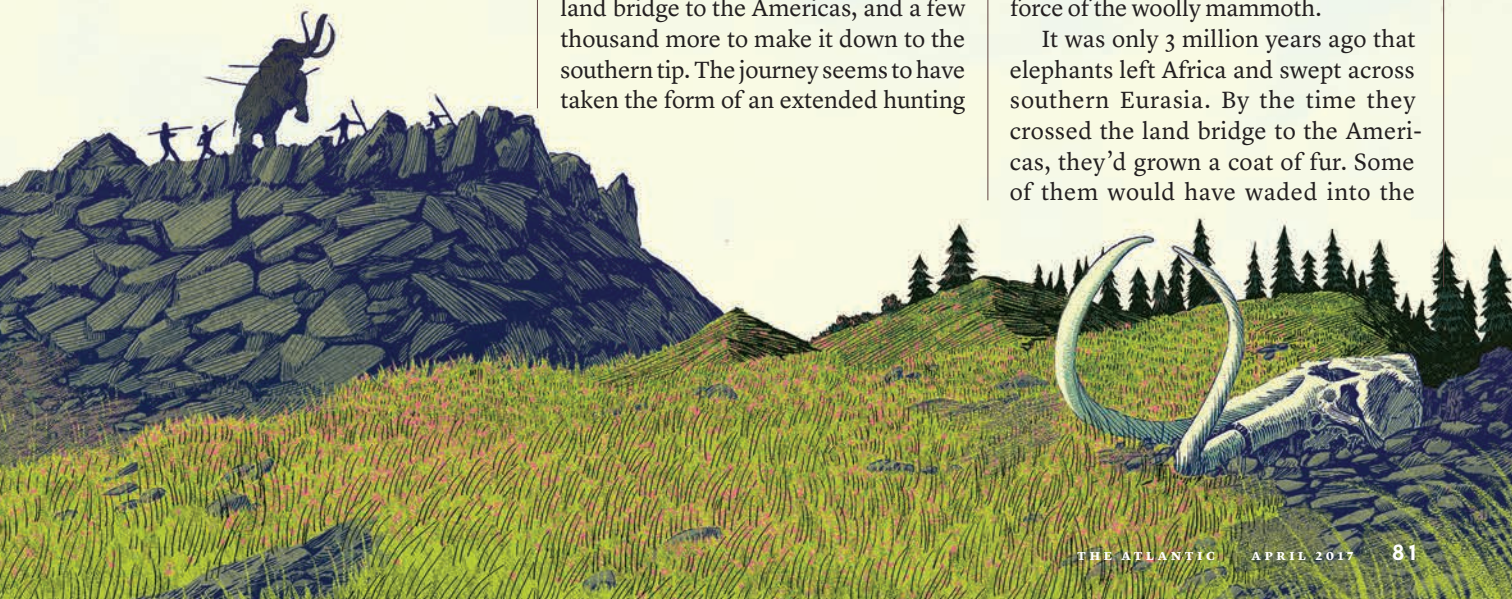 land bridge to the Americas, and a few
thousand more to make it down to the
southern tip. The journey seems to have
taken the form of an extended hunting
force of the woolly mammoth.
It was only 3 million years ago that
elephants left Africa and swept across
southern Eurasia. By the time they
crossed the land bridge to the Ameri-
cas, they’d grown a coat of fur. Some
of them would have waded into the
THE ATLANTIC APRIL 2017 81